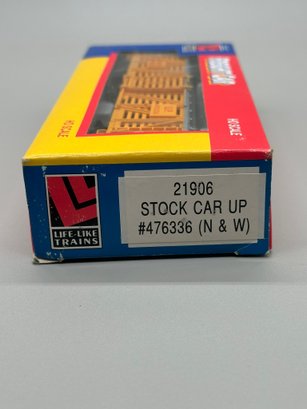 HO SCALE
HO SCALE
LIFE-LIKE
TRAINS
21906
STOCK CAR UP
#476336 (N & W)